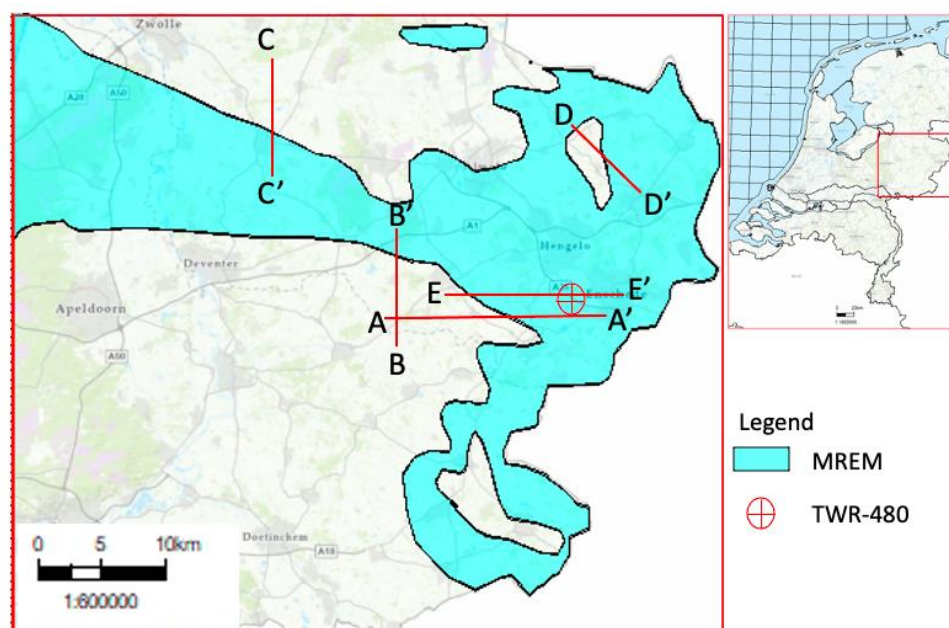 Zwolle
C
A28
A50
D
C'
B'
D'
A1
Hengelo
Deventer
E
E'
Apeldoorn
A
A'
A50
B
Doetinchem
A18
0 5 10km
1:600000
Legend
MREM
TWR-480